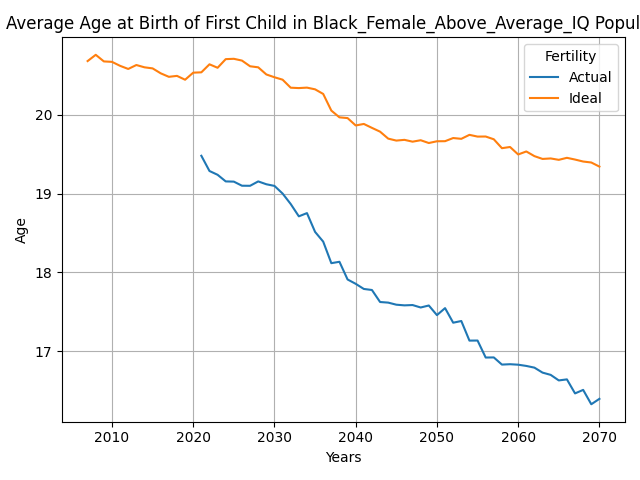 Average Age at Birth of First Child in Black_Female_Above_Average_IQ Popul
Fertility
Actual
Ideal
20
19
18
17
Age
2010 2020 2030 2040 2050 2060 2070
Years